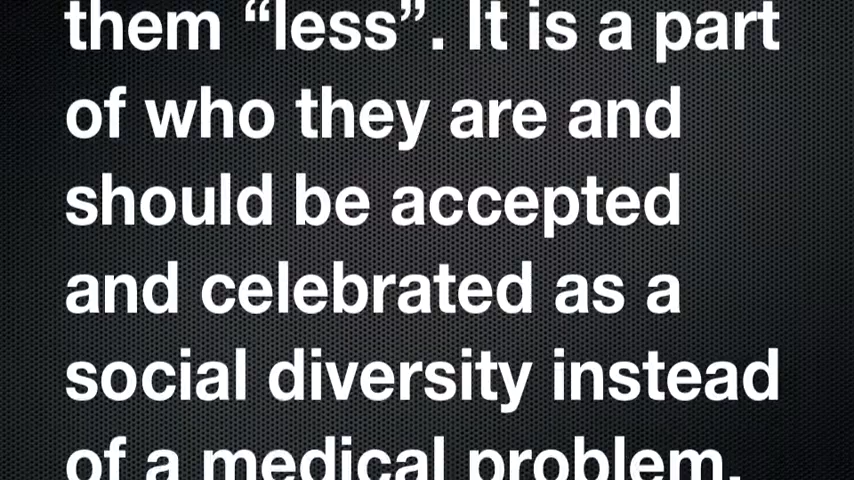 them “less”. It is a part
of who they are and
should be accepted
and celebrated as a
social diversity instead
of a medical problem.